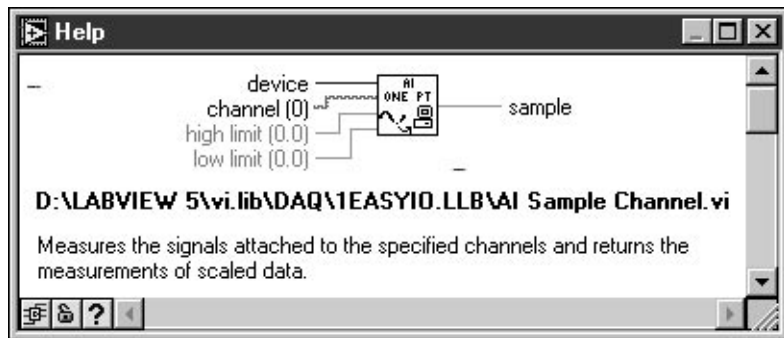 Help
device
AI
ONE PT
channel (0)
sample
high limit (0.0)
low limit (0.0)
D:\LABVIEW 5\vi.lib\DAQ\1EASYIO.LLB\AI Sample Channel.vi
Measures the signals attached to the specified channels and returns the
measurements of scaled data.
?